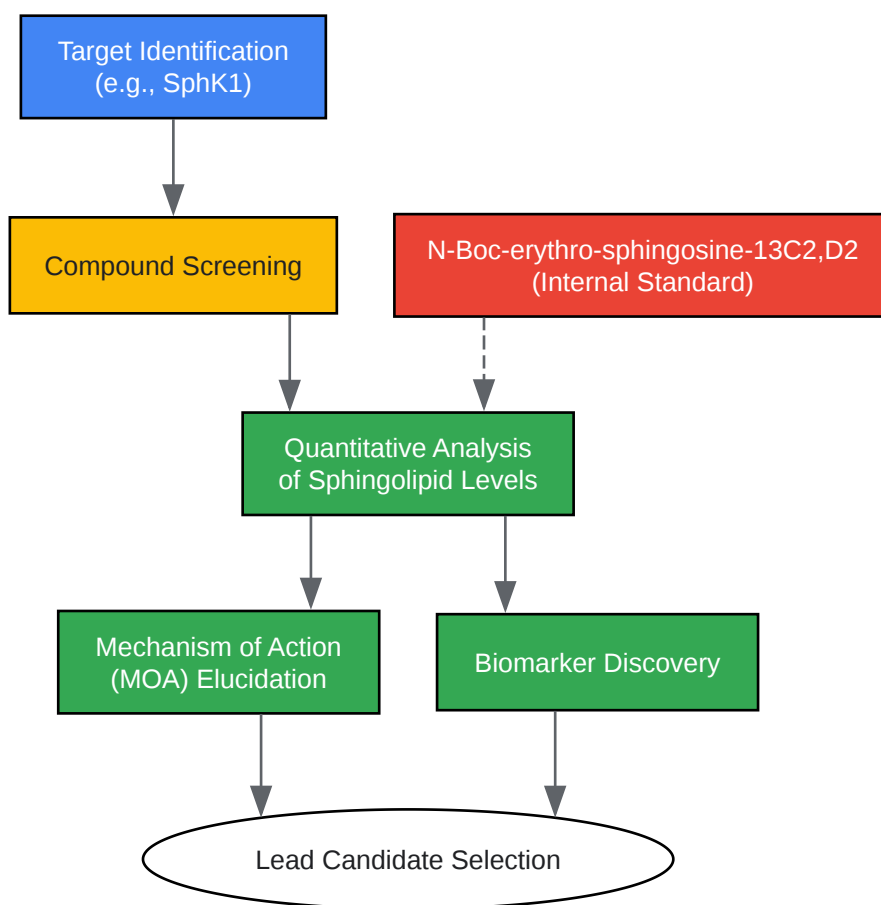 Target Identification
(e.g., SphK1)
Compound Screening
N-Boc-erythro-sphingosine-13C2,D2
(Internal Standard)
Quantitative Analysis
of Sphingolipid Levels
Mechanism of Action
(MOA) Elucidation
Biomarker Discovery
Lead Candidate Selection